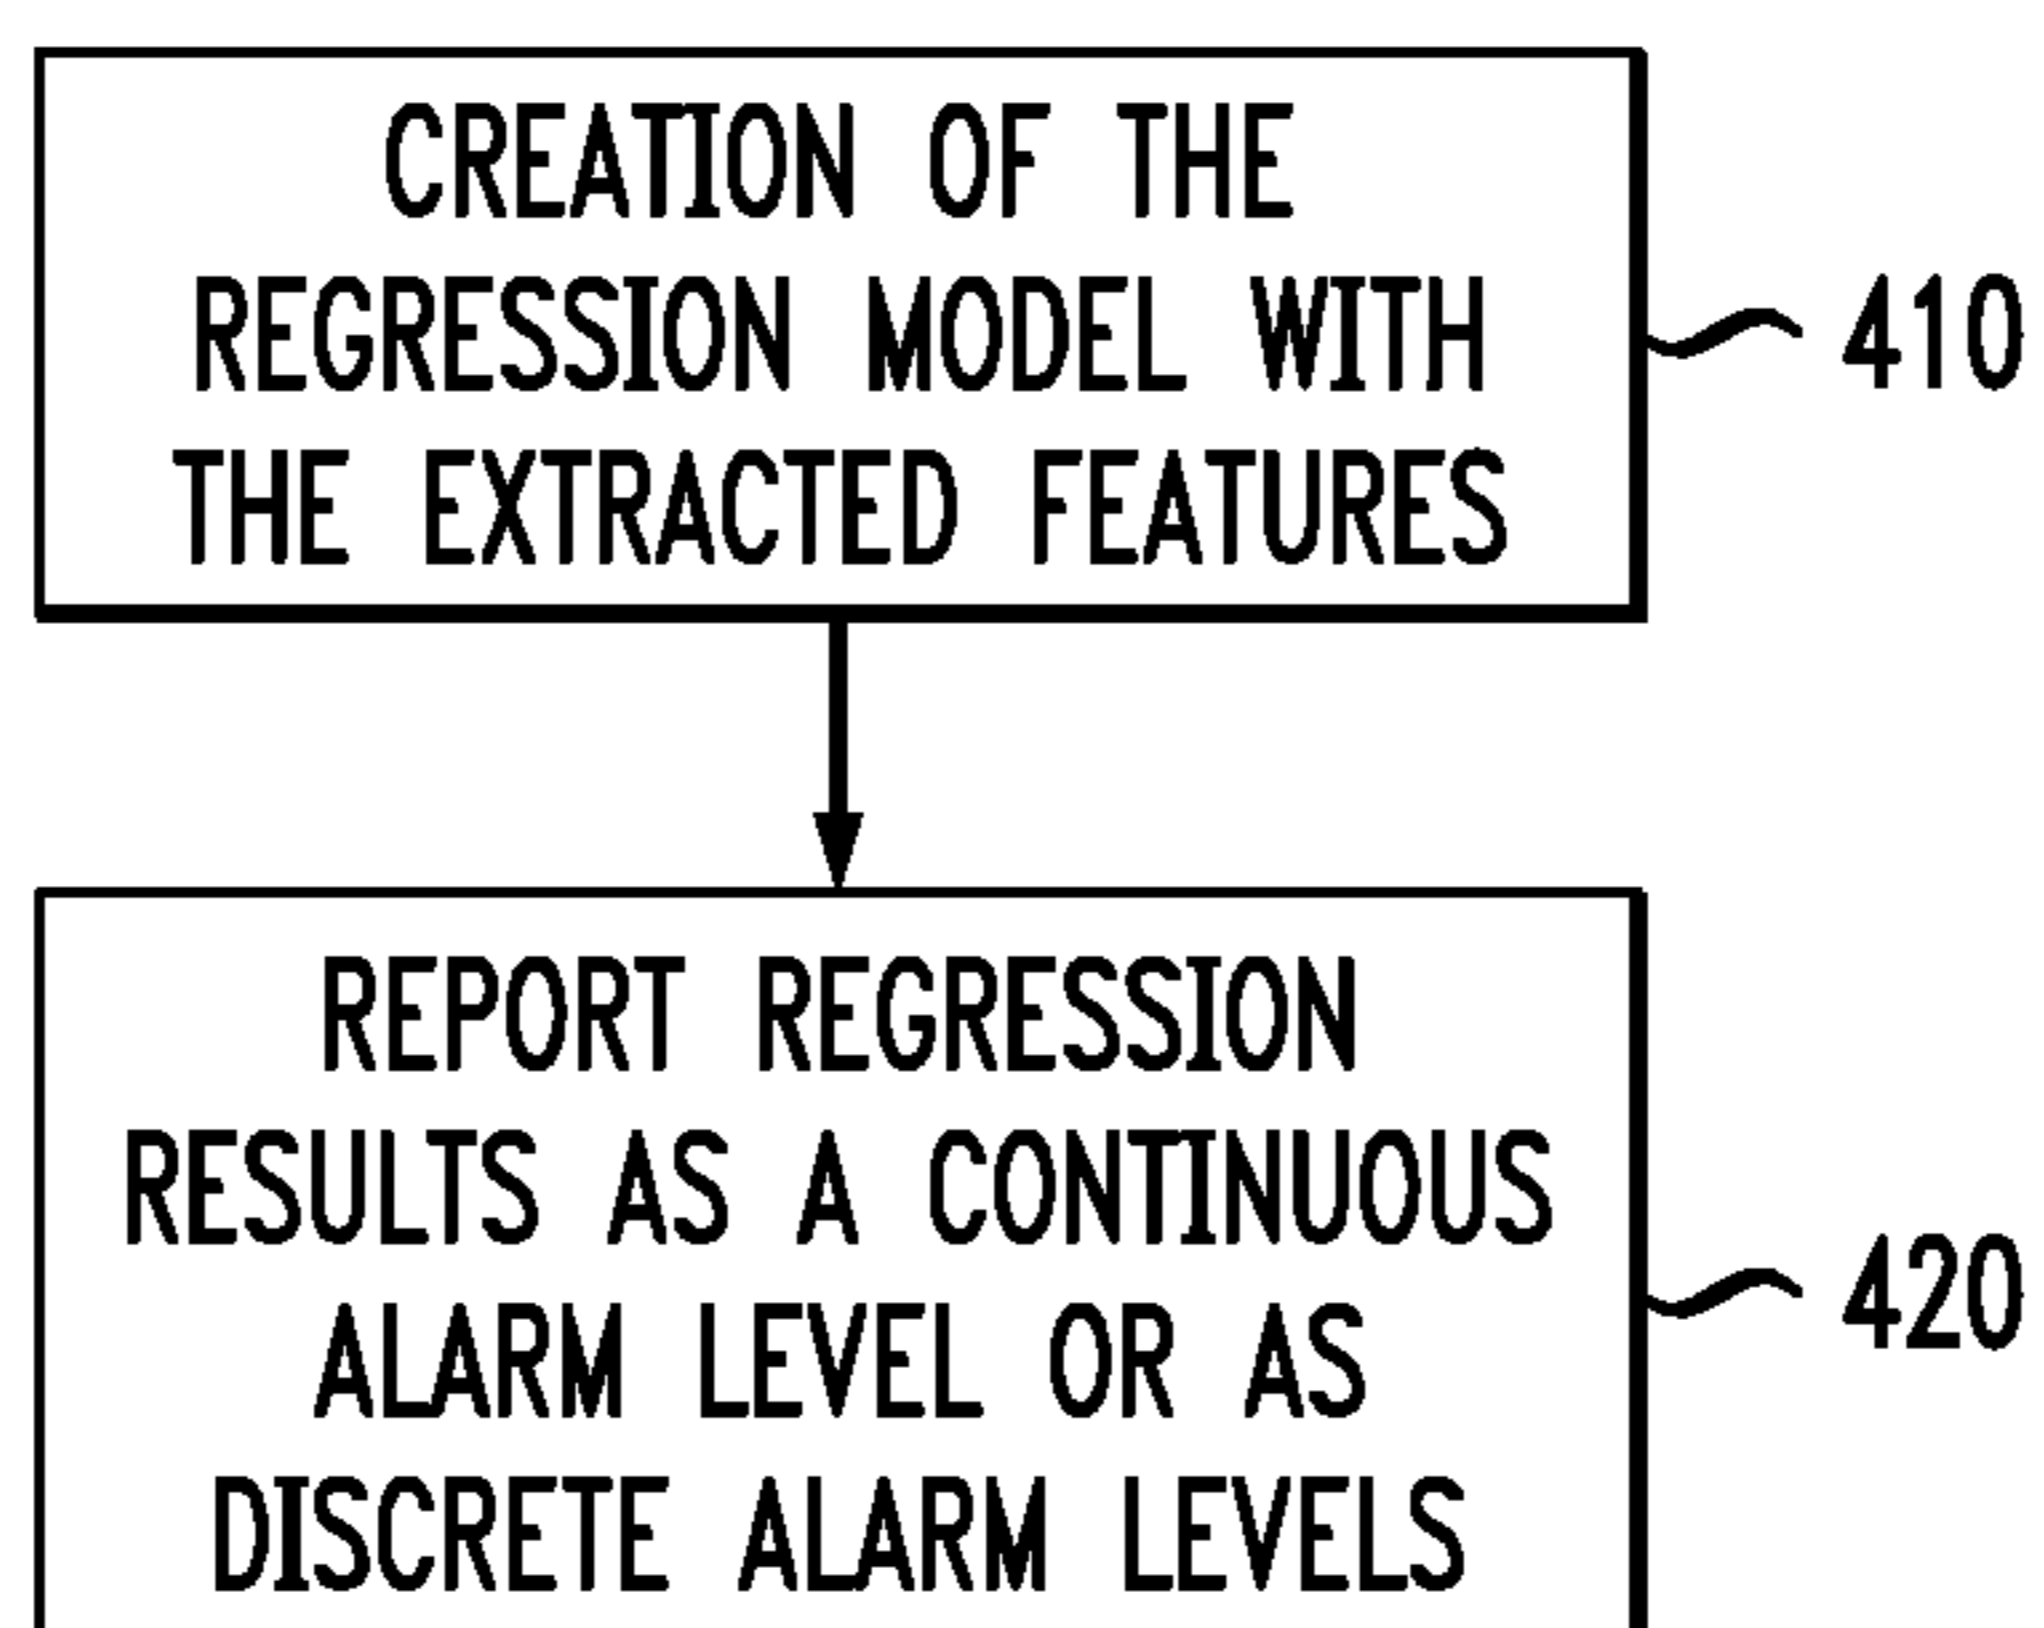 CREATION OF THE
REGRESSION MODEL WITH
THE EXTRACTED FEATURES
410
REPORT REGRESSION
RESULTS AS A CONTINUOUS
ALARM LEVEL OR AS
DISCRETE ALARM LEVELS
420